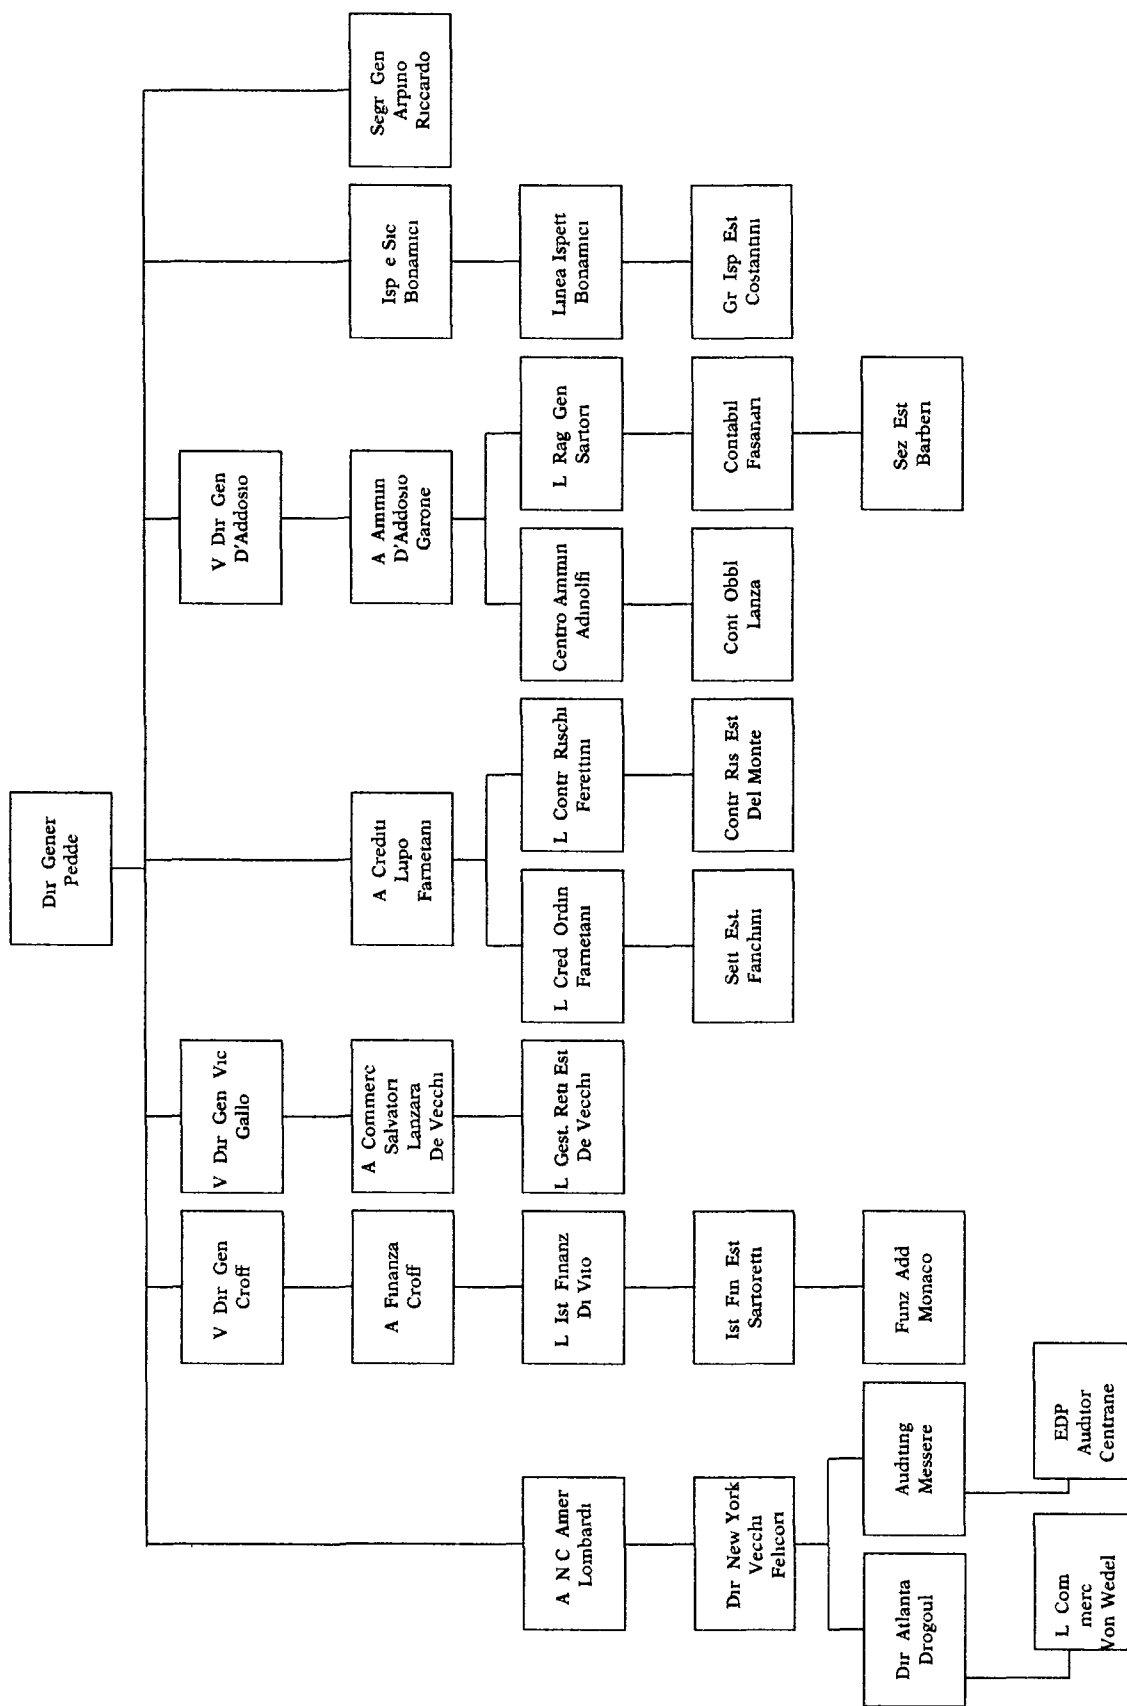 Dir Gener
Pedde
V Dir Gen
Croff
V Dir Gen Vic
Gallo
V Dir Gen
D'Addosio
A Finanza
Croff
A Commerc
Salvatori
Lanzara
De Vecchi
A Crediti
Lupo
Farnetani
A Ammin
D'Addosio
Garone
Isp e Sic
Bonamici
Segr Gen
Arpino
Riccardo
A N C Amer
Lombardi
L Ist Finanz
Di Vito
L Gest. Reti Est
De Vecchi
L Cred Ordin
Farnetani
L Contr Rischi
Ferettini
Centro Ammin
Adinolfi
L Rag Gen
Sartori
Linea Ispett
Bonamici
Dir New York
Vecchi
Felicori
Ist Fin Est
Sartoretti
Sett Est.
Fanchini
Contr Ris Est
Del Monte
Cont Obbl
Lanza
Contabil
Fasanari
Gr Isp Est
Costantini
Dir Atlanta
Drogoul
Auditing
Messere
Funz Add
Monaco
Sez Est
Barberi
L Com
merc
Von Wedel
EDP
Auditor
Centrane